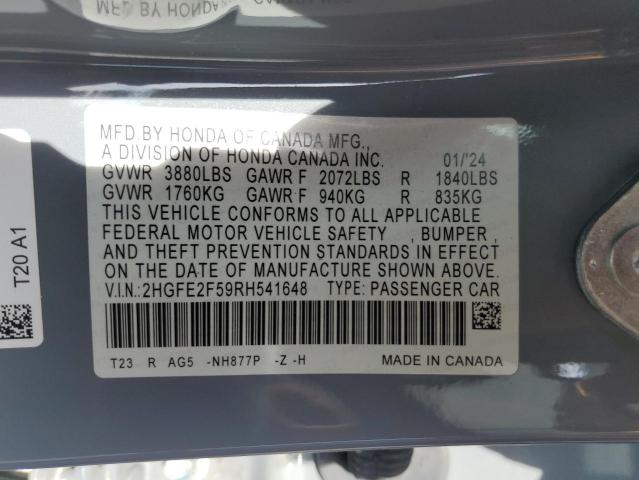 MFD BY HONDA
MFD.BY HONDA OF CANADA MFG.,
A DIVISION OF HONDA CANADA INC. 01/'24
GVWR 3880LBS GAWR F 2072LBS R 1840LBS
GVWR 1760KG GAWR F 940KG R 835KG
THIS VEHICLE CONFORMS TO ALL APPLICABLE
FEDERAL MOTOR VEHICLE SAFETY , BUMPER ,
AND THEFT PREVENTION STANDARDS IN EFFECT
ON THE DATE OF MANUFACTURE SHOWN ABOVE.
V.I.N.:2HGFE2F59RH541648 TYPE: PASSENGER CAR
T23 R AG5 -NH877P -Z -H MADE IN CANADA
T20 A1